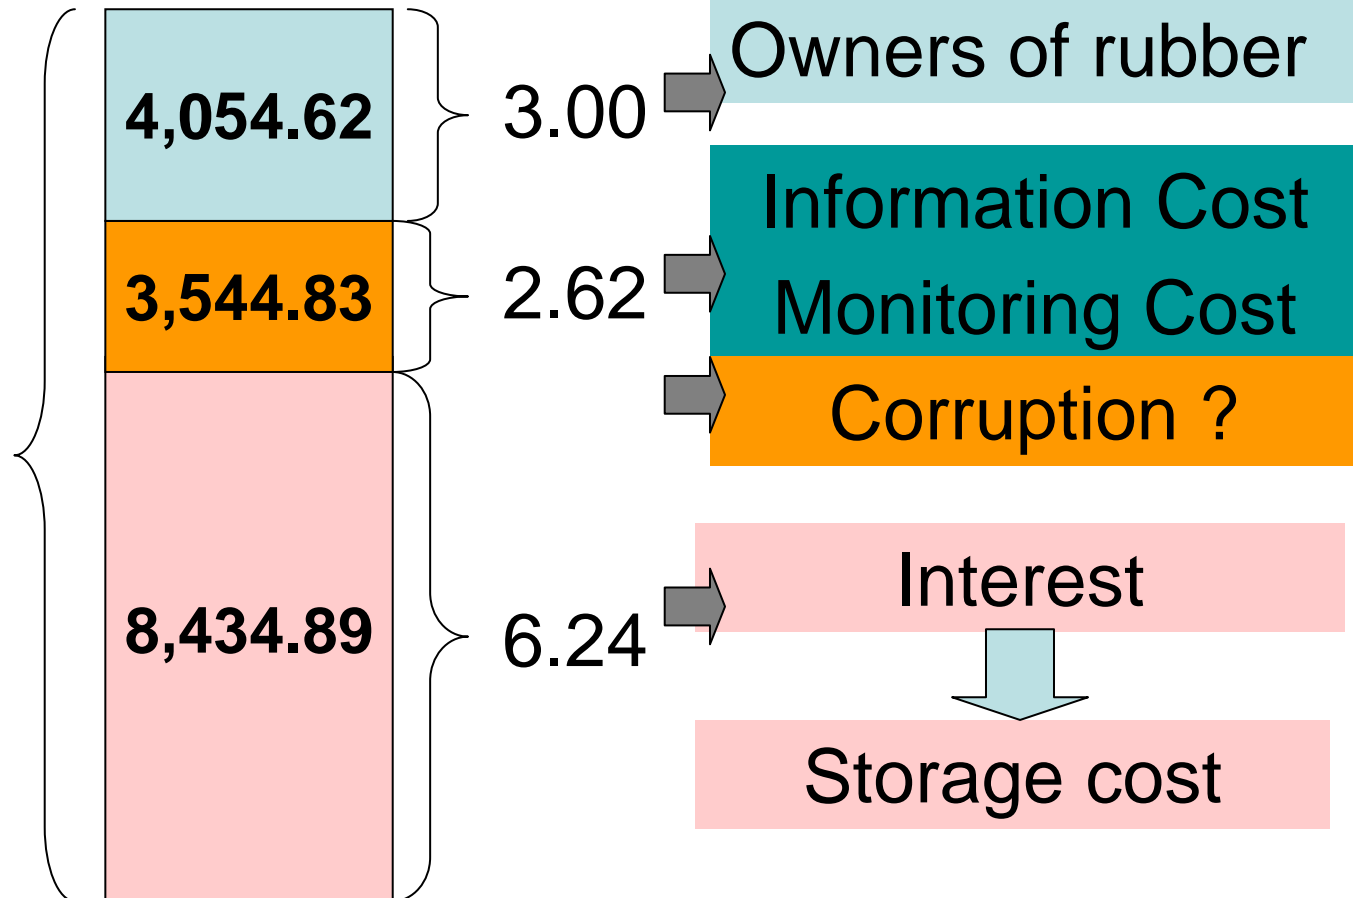 4,054.62
3.00
Owners of rubber
3,544.83
2.62
Information Cost
Monitoring Cost
Corruption ?
8,434.89
6.24
Interest
Storage cost